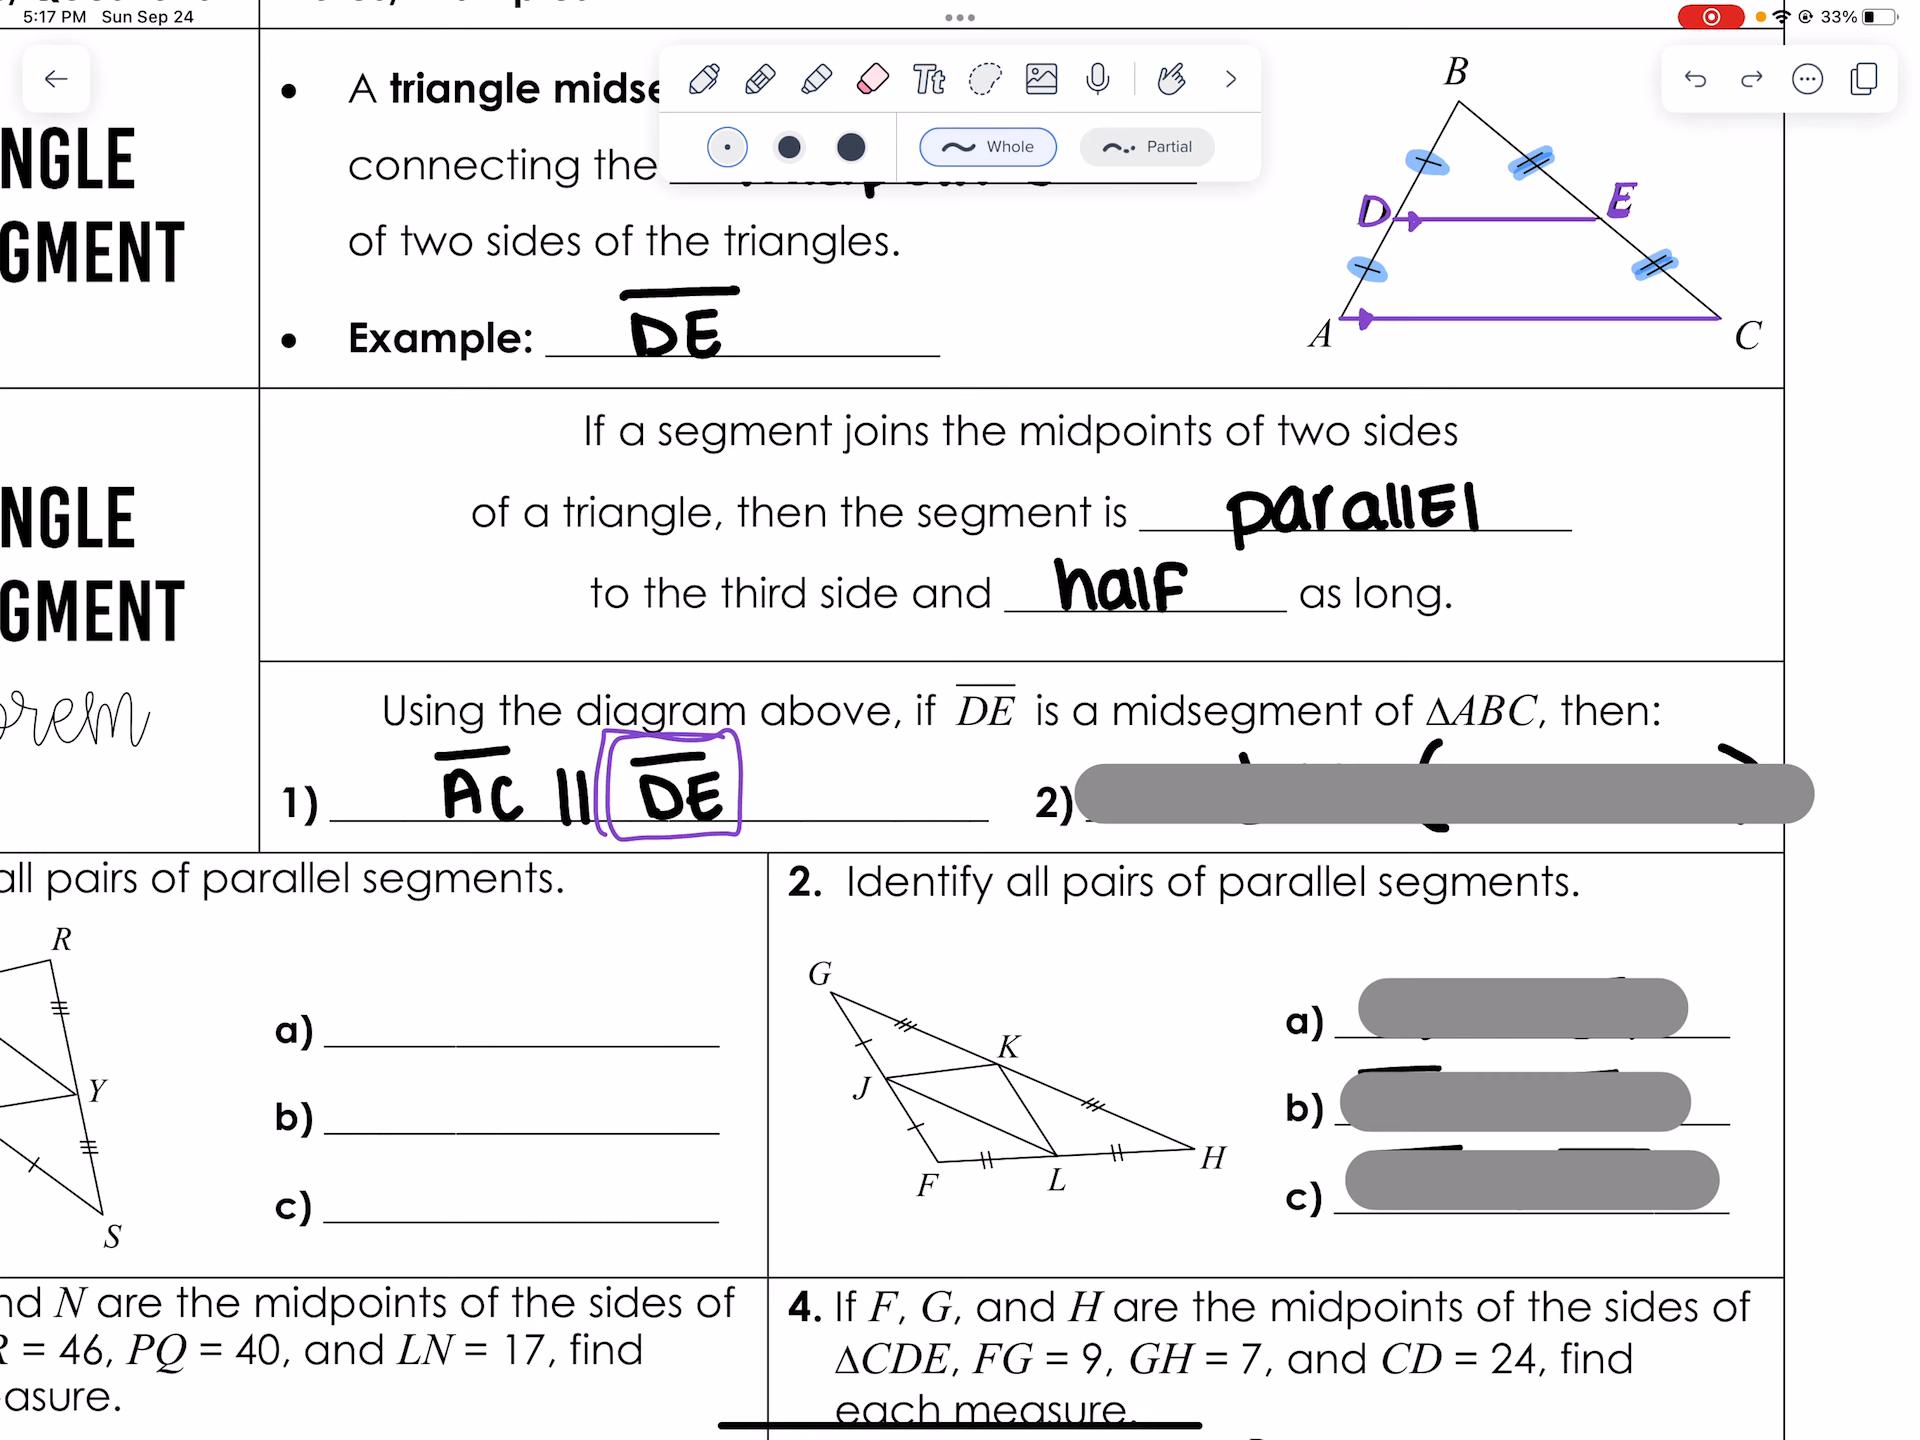 5:17 PM Sun Sep 24
33%
NGLE
GMENT
• A triangle midse
connecting the
of two sides of the triangles.
• Example: DE
Tt
Whole
Partial
B
D
E
A
C
NGLE
GMENT
orem
If a segment joins the midpoints of two sides
of a triangle, then the segment is parallel
to the third side and half as long.
Using the diagram above, if DE is a midsegment of ΔABC, then:
1) AC || DE
2)
all pairs of parallel segments.
R
Y
S
a)
b)
c)
2. Identify all pairs of parallel segments.
G
K
J
F
L
H
a)
b)
c)
nd N are the midpoints of the sides of
R = 46, PQ = 40, and LN = 17, find
easure.
4. If F, G, and H are the midpoints of the sides of
ΔCDE, FG = 9, GH = 7, and CD = 24, find
each measure.